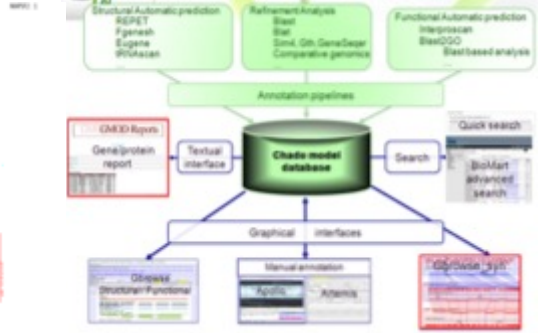 Structural Automatic prediction
REPET
Fgenesh
Eugene
tRNAscan
...
Refinement Analysis
Blast
Blat
Sim4, Gth, GeneSeqer
Comparative genomics
Functional Automatic prediction
Interproscan
Blast2GO
Blast based analysis
...
Annotation pipelines
GMOD Reports
Gene/protein
report
Textual
interface
Chado model
database
Search
Quick search
BioMart
advanced
search
Graphical interfaces
Gbrowse
Structural Functional
Manual annotation
Apollo
Artemis
Gbrowse_syn